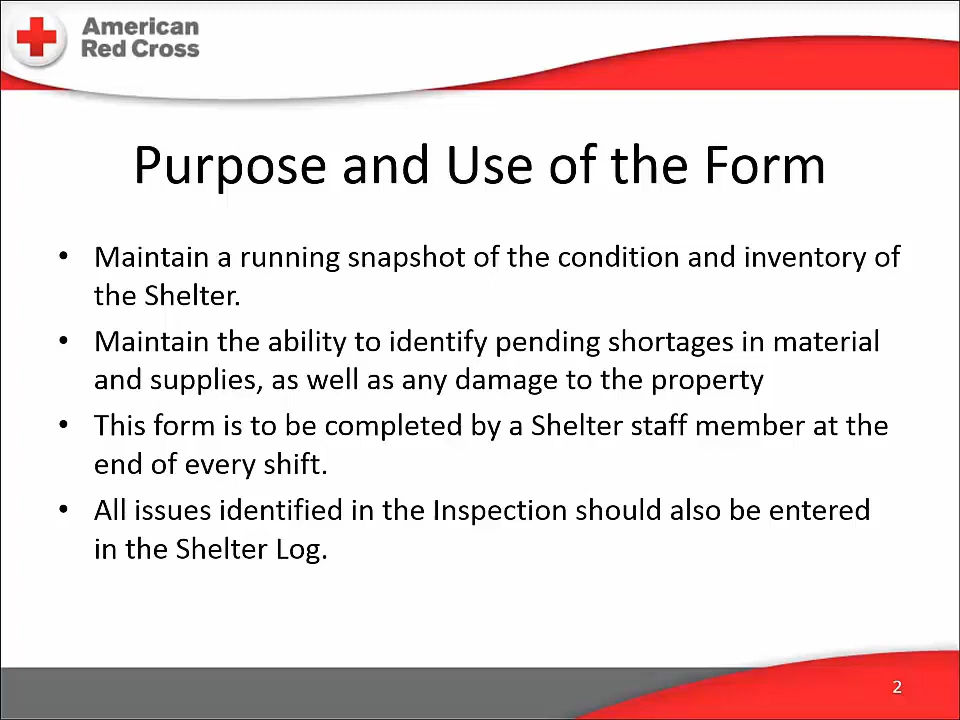 American
Red Cross
Purpose and Use of the Form
• Maintain a running snapshot of the condition and inventory of
the Shelter.
• Maintain the ability to identify pending shortages in material
and supplies, as well as any damage to the property
• This form is to be completed by a Shelter staff member at the
end of every shift.
• All issues identified in the Inspection should also be entered
in the Shelter Log.
2